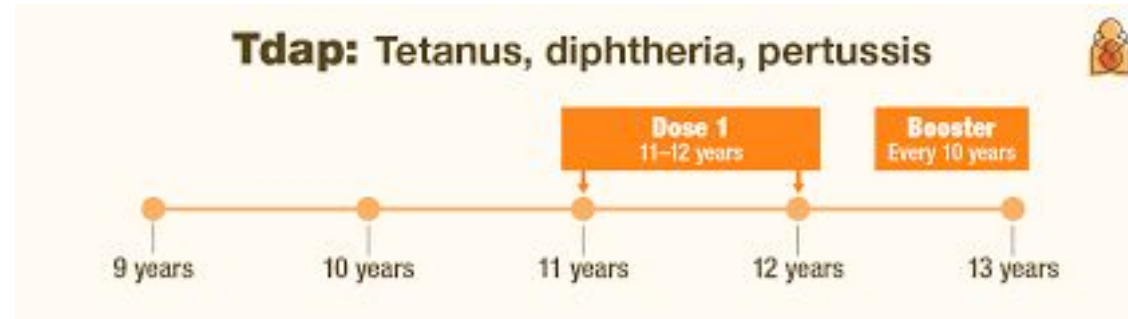 Tdap: Tetanus, diphtheria, pertussis
Dose 1
11–12 years
Booster
Every 10 years
9 years
10 years
11 years
12 years
13 years